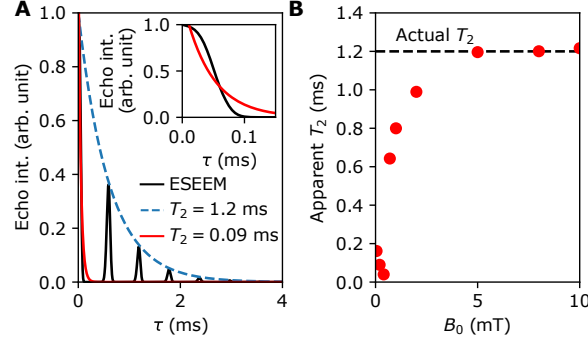 A
1.0
0.8
0.6
0.4
0.2
0.0
Echo int. (arb. unit)
0
2
4
τ (ms)
1.0
0.5
0.0
Echo int.
(arb. unit)
0.0
0.1
τ (ms)
ESEEM
T₂ = 1.2 ms
T₂ = 0.09 ms
B
Actual T₂
1.4
1.2
1.0
0.8
0.6
0.4
0.2
0.0
Apparent T₂ (ms)
0
5
10
B₀ (mT)